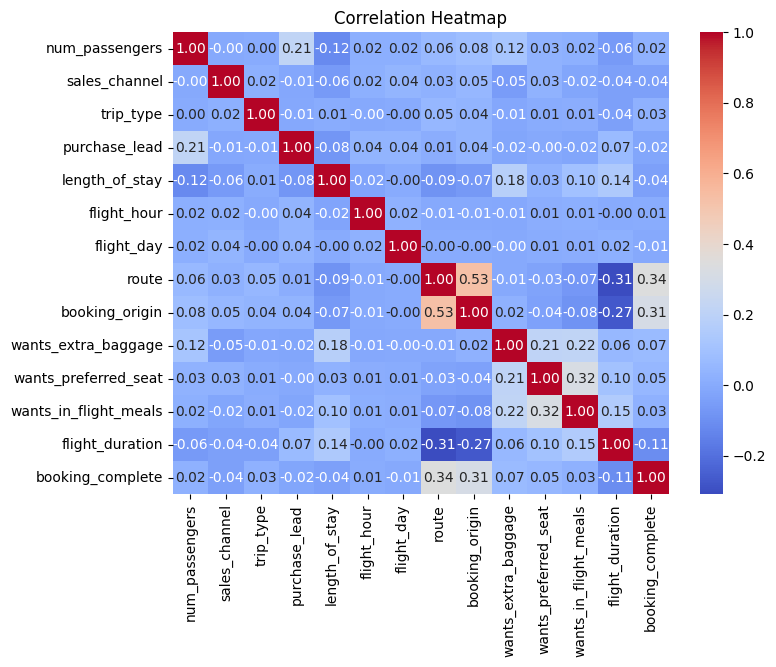 Correlation Heatmap
num_passengers 1.00 -0.00 0.00 0.21 -0.12 0.02 0.02 0.06 0.08 0.12 0.03 0.02 -0.06 0.02
sales_channel -0.00 1.00 0.02 -0.01 -0.06 0.02 0.04 0.03 0.05 -0.05 0.03 -0.02 -0.04 -0.04
trip_type 0.00 0.02 1.00 -0.01 0.01 -0.00 -0.00 0.05 0.04 -0.01 0.01 0.01 -0.04 0.03
purchase_lead 0.21 -0.01 -0.01 1.00 -0.08 0.04 0.04 0.01 0.04 -0.02 -0.00 -0.02 0.07 -0.02
length_of_stay -0.12 -0.06 0.01 -0.08 1.00 -0.02 -0.00 -0.09 -0.07 0.18 0.03 0.10 0.14 -0.04
flight_hour 0.02 0.02 -0.00 0.04 -0.02 1.00 0.02 -0.01 -0.01 -0.01 0.01 0.01 -0.00 0.01
flight_day 0.02 0.04 -0.00 0.04 -0.00 0.02 1.00 -0.00 -0.00 -0.00 0.01 0.01 0.02 -0.01
route 0.06 0.03 0.05 0.01 -0.09 -0.01 -0.00 1.00 0.53 -0.01 -0.03 -0.07 -0.31 0.34
booking_origin 0.08 0.05 0.04 0.04 -0.07 -0.01 -0.00 0.53 1.00 0.02 -0.04 -0.08 -0.27 0.31
wants_extra_baggage 0.12 -0.05 -0.01 -0.02 0.18 -0.01 -0.00 -0.01 0.02 1.00 0.21 0.22 0.06 0.07
wants_preferred_seat 0.03 0.03 0.01 -0.00 0.03 0.01 0.01 -0.03 -0.04 0.21 1.00 0.32 0.10 0.05
wants_in_flight_meals 0.02 -0.02 0.01 -0.02 0.10 0.01 0.01 -0.07 -0.08 0.22 0.32 1.00 0.15 0.03
flight_duration -0.06 -0.04 -0.04 0.07 0.14 -0.00 0.02 -0.31 -0.27 0.06 0.10 0.15 1.00 -0.11
booking_complete 0.02 -0.04 0.03 -0.02 -0.04 0.01 -0.01 0.34 0.31 0.07 0.05 0.03 -0.11 1.00
num_passengers
sales_channel
trip_type
purchase_lead
length_of_stay
flight_hour
flight_day
route
booking_origin
wants_extra_baggage
wants_preferred_seat
wants_in_flight_meals
flight_duration
booking_complete
1.0
0.8
0.6
0.4
0.2
0.0
−0.2